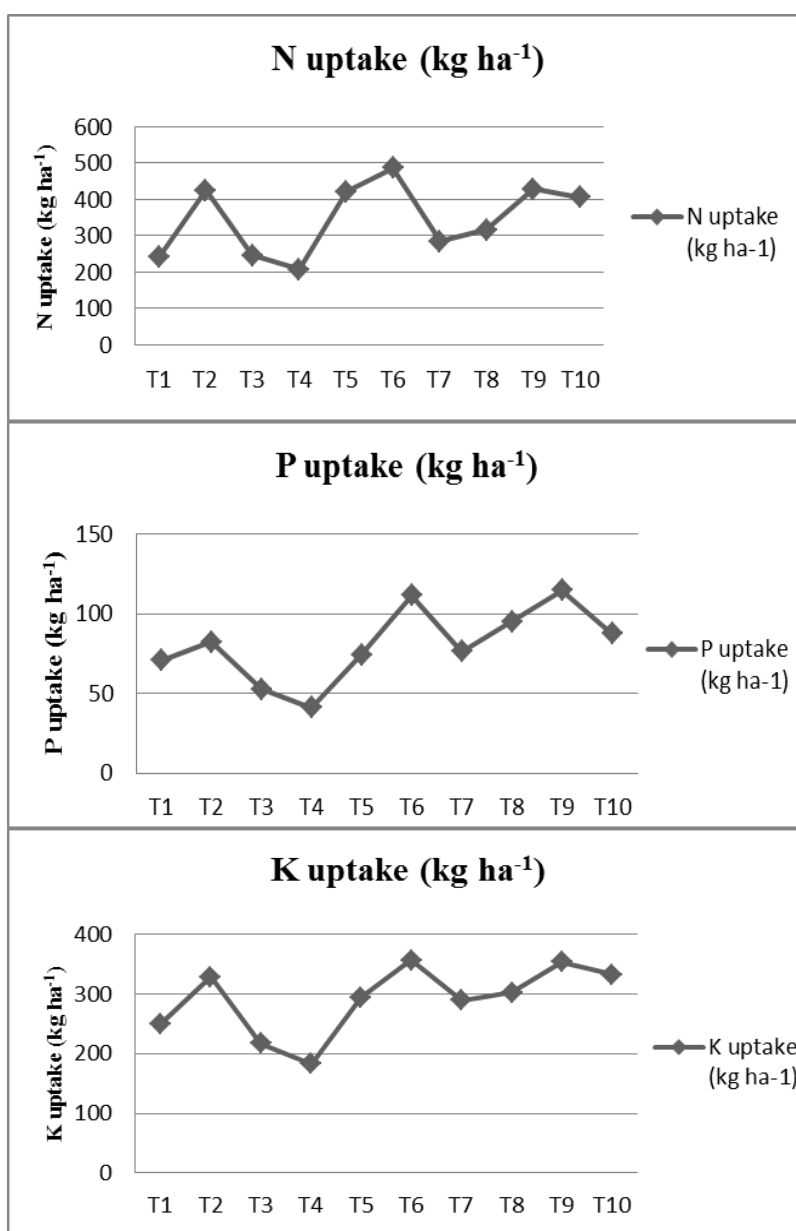 N uptake (kg ha⁻¹)
N uptake (kg ha⁻¹)
600
500
400
300
200
100
0
T1 T2 T3 T4 T5 T6 T7 T8 T9 T10
N uptake
(kg ha-1)
P uptake (kg ha⁻¹)
P uptake (kg ha⁻¹)
150
100
50
0
T1 T2 T3 T4 T5 T6 T7 T8 T9 T10
P uptake
(kg ha-1)
K uptake (kg ha⁻¹)
K uptake (kg ha⁻¹)
400
300
200
100
0
T1 T2 T3 T4 T5 T6 T7 T8 T9 T10
K uptake
(kg ha-1)